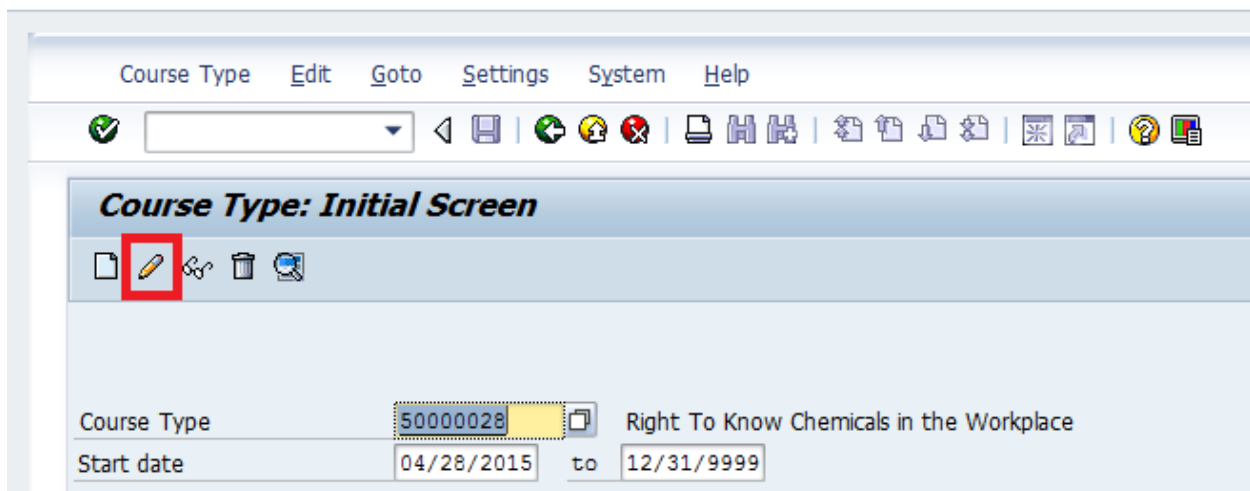 Course Type Edit Goto Settings System Help
Course Type: Initial Screen
Course Type 50000028 Right To Know Chemicals in the Workplace
Start date 04/28/2015 to 12/31/9999